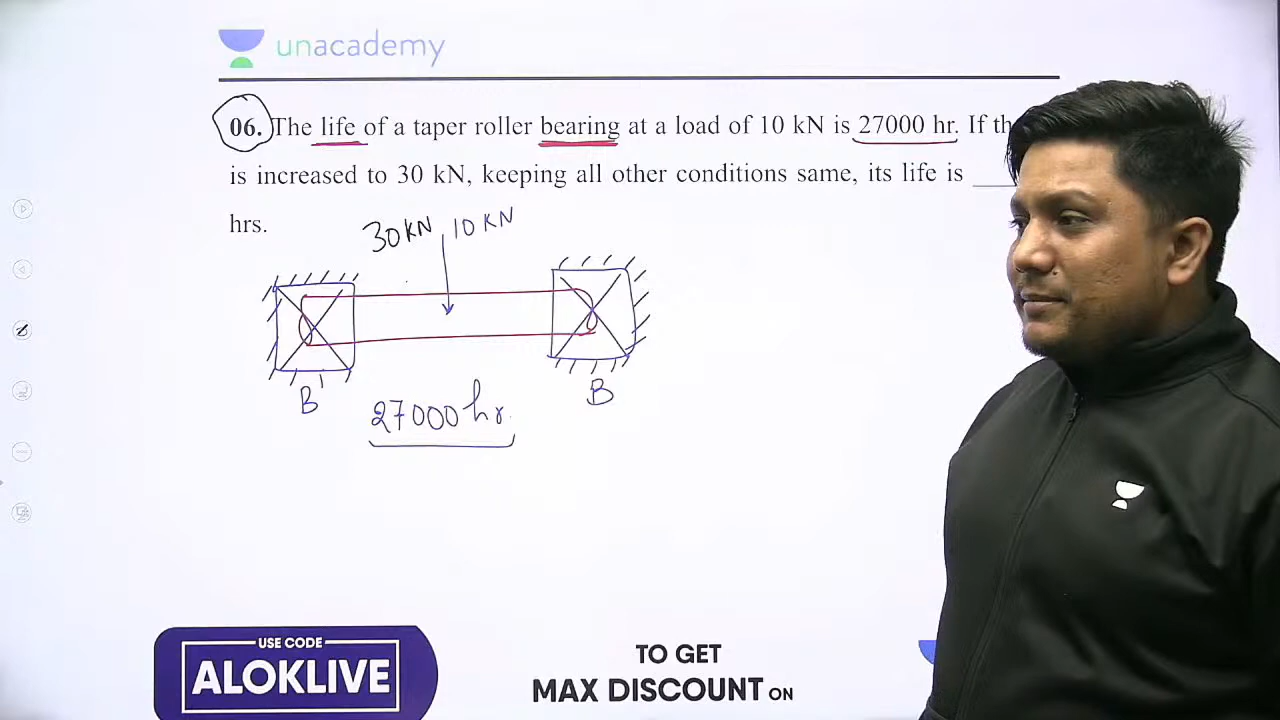 unacademy
06. The life of a taper roller bearing at a load of 10 kN is 27000 hr. If
is increased to 30 kN, keeping all other conditions same, its life is ____
hrs.
30 kN 10 KN
B B
27000 hr.
USE CODE
ALOKLIVE
TO GET
MAX DISCOUNT ON